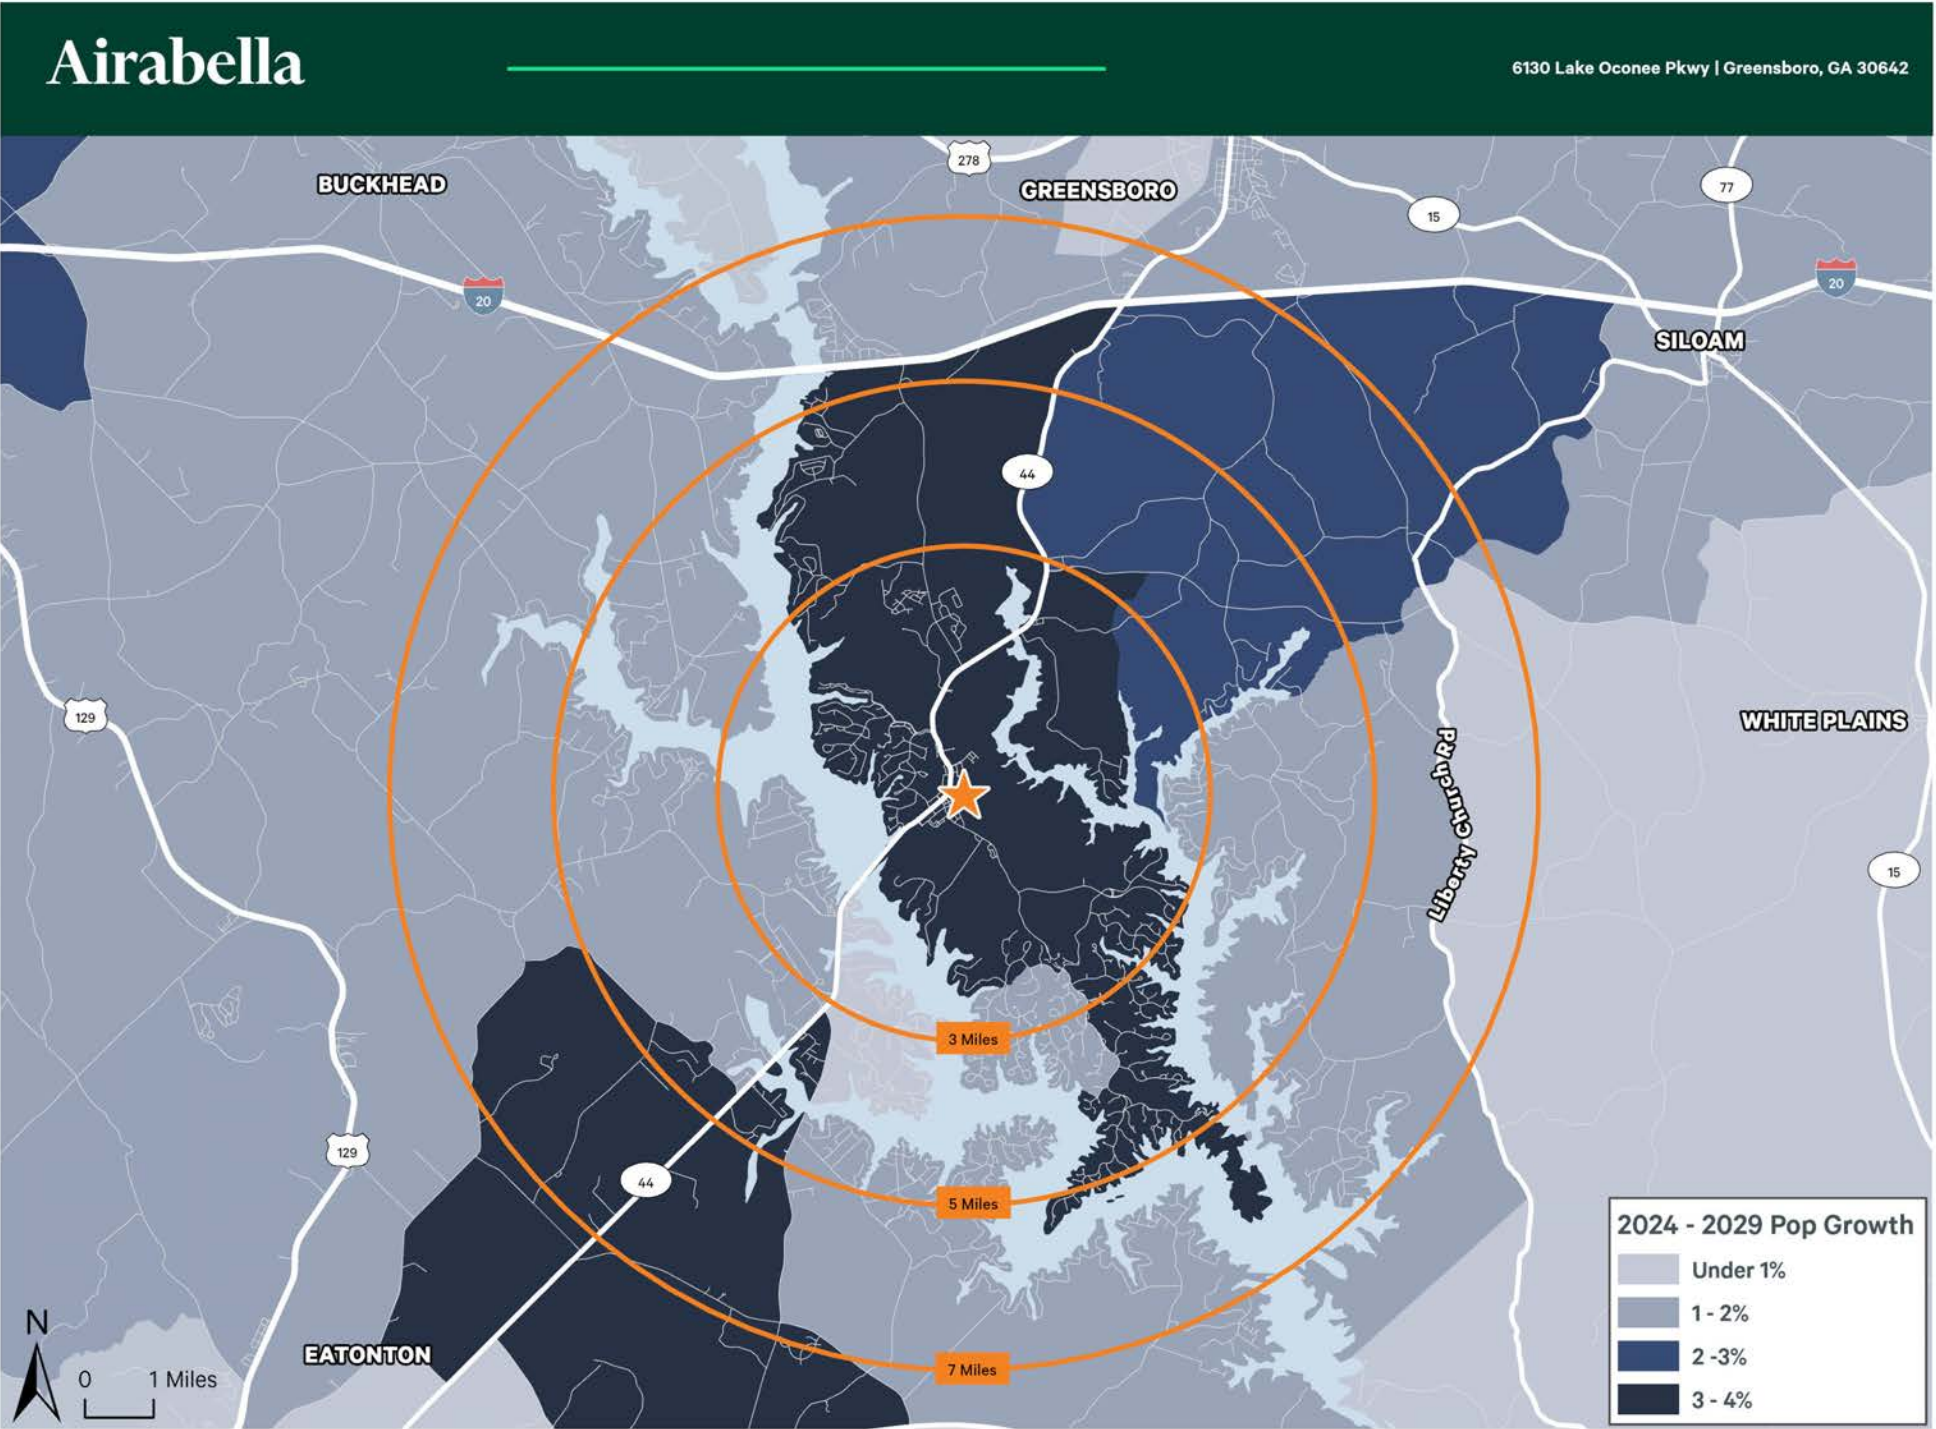 Airabella
6130 Lake Oconee Pkwy | Greensboro, GA 30642
278
BUCKHEAD
GREENSBORO
77
15
20
20
SILOAM
44
129
WHITE PLAINS
Liberty Church Rd
15
3 Miles
129
44
5 Miles
EATONTON
7 Miles
N
0 1 Miles
2024 - 2029 Pop Growth
Under 1%
1 - 2%
2 -3%
3 - 4%